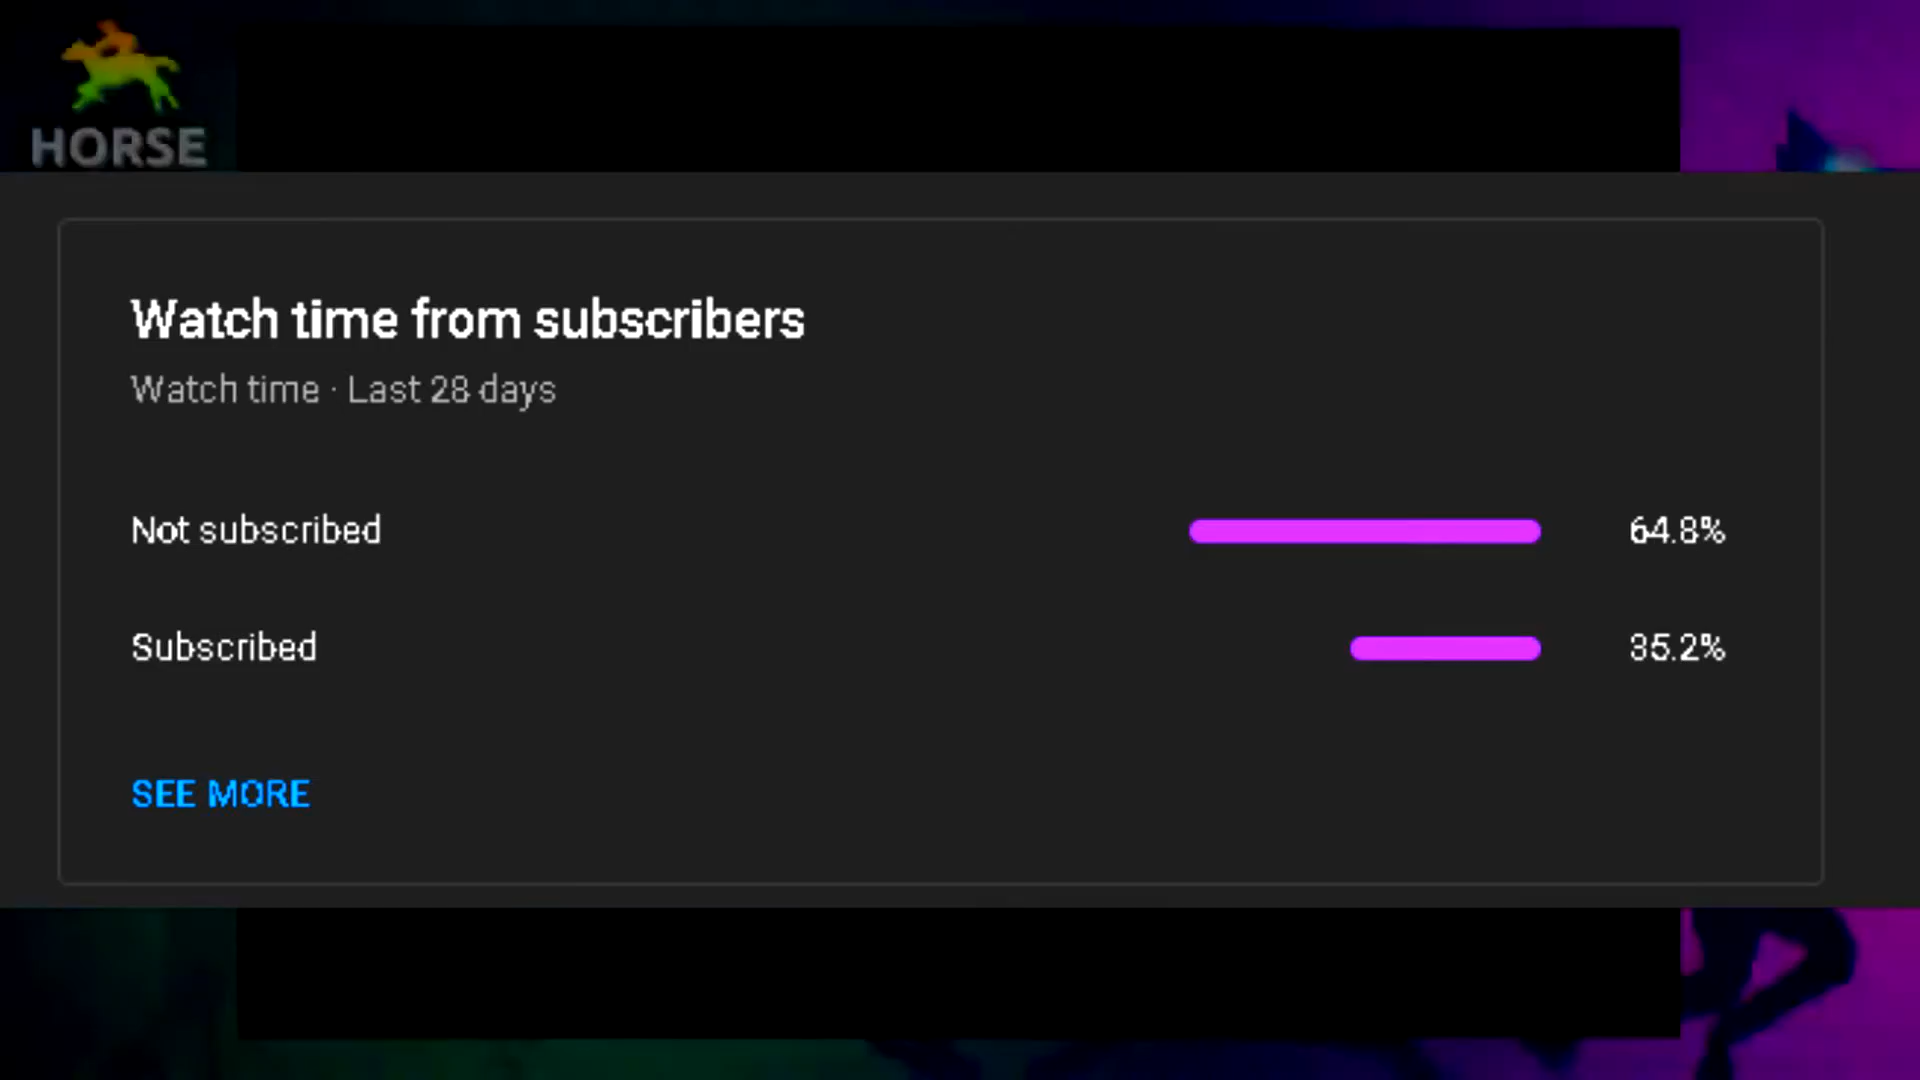 HORSE
Watch time from subscribers
Watch time · Last 28 days
Not subscribed 64.8%
Subscribed 35.2%
SEE MORE